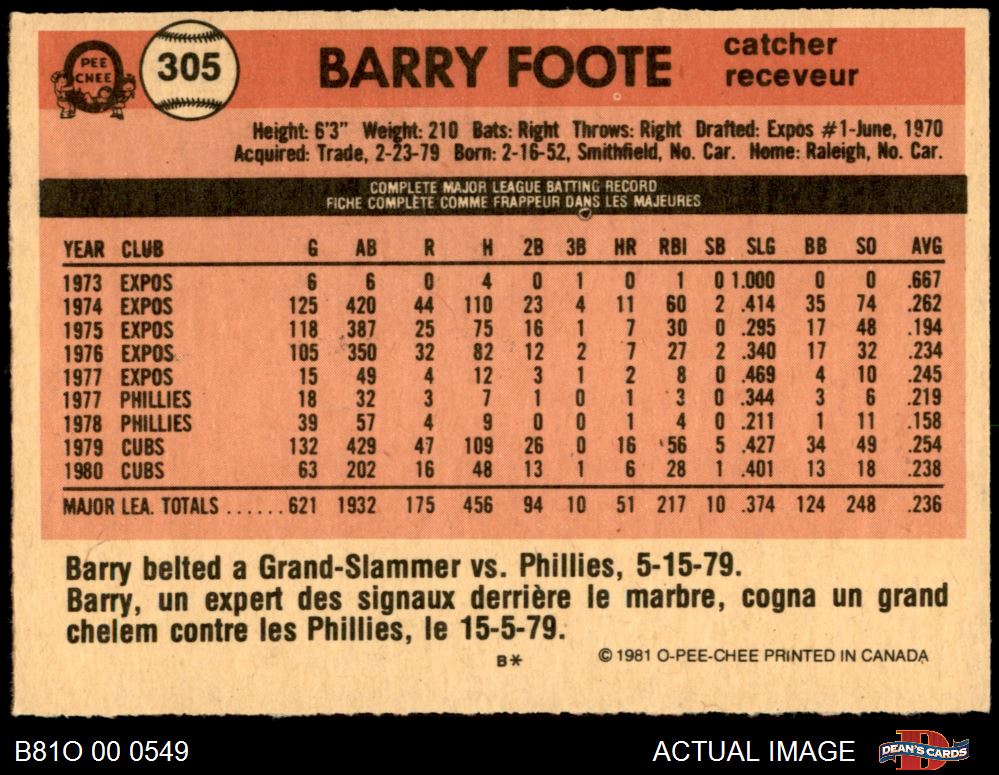 PEE
CHEE
305
BARRY FOOTE
catcher
receveur
Height: 6'3" Weight: 210 Bats: Right Throws: Right Drafted: Expos #1-June, 1970
Acquired: Trade, 2-23-79 Born: 2-16-52, Smithfield, No. Car. Home: Raleigh, No. Car.
COMPLETE MAJOR LEAGUE BATTING RECORD
FICHE COMPLÈTE COMME FRAPPEUR DANS LES MAJEURES
YEAR CLUB G AB R H 2B 3B HR RBI SB SLG BB SO AVG
1973 EXPOS 6 6 0 4 0 1 0 1 0 1.000 0 0 .667
1974 EXPOS 125 420 44 110 23 4 11 60 2 .414 35 74 .262
1975 EXPOS 118 387 25 75 16 1 7 30 0 .295 17 48 .194
1976 EXPOS 105 350 32 82 12 2 7 27 2 .340 17 32 .234
1977 EXPOS 15 49 4 12 3 1 2 8 0 .469 4 10 .245
1977 PHILLIES 18 32 3 7 1 0 1 3 0 .344 3 6 .219
1978 PHILLIES 39 57 4 9 0 0 1 4 0 .211 1 11 .158
1979 CUBS 132 429 47 109 26 0 16 56 5 .427 34 49 .254
1980 CUBS 63 202 16 48 13 1 6 28 1 .401 13 18 .238
MAJOR LEA. TOTALS ...... 621 1932 175 456 94 10 51 217 10 .374 124 248 .236
Barry belted a Grand-Slammer vs. Phillies, 5-15-79.
Barry, un expert des signaux derrière le marbre, cogna un grand
chelem contre les Phillies, le 15-5-79.
B* © 1981 O-PEE-CHEE PRINTED IN CANADA
B81O 00 0549
ACTUAL IMAGE
DEAN'S CARDS